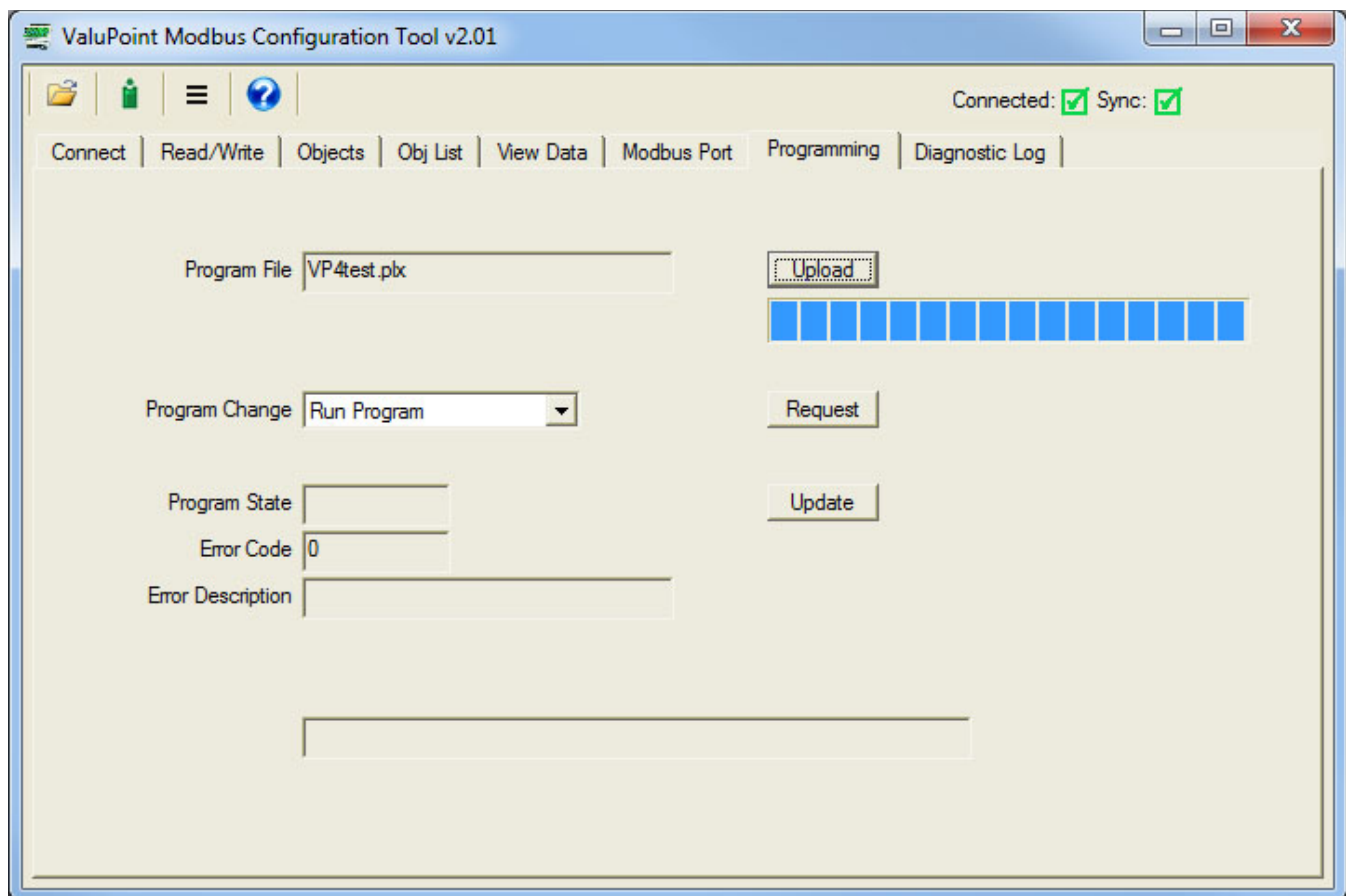 ValuPoint Modbus Configuration Tool v2.01
Connected: Sync:
Connect Read/Write Objects Obj List View Data Modbus Port Programming Diagnostic Log
Program File VP4test.plx Upload
Program Change Run Program Request
Program State Update
Error Code 0
Error Description